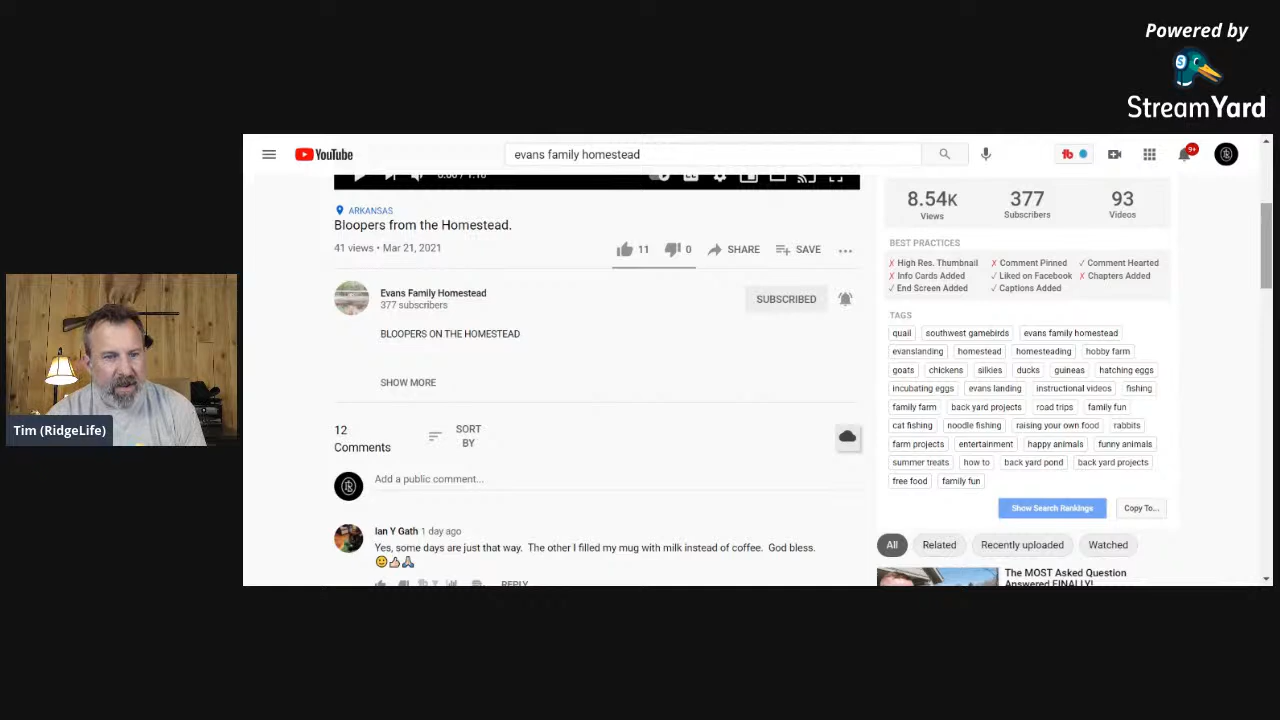 Powered by
StreamYard
YouTube
evans family homestead
9+
ARKANSAS
Bloopers from the Homestead.
41 views • Mar 21, 2021
11
0
SHARE
SAVE
Evans Family Homestead
377 subscribers
SUBSCRIBED
BLOOPERS ON THE HOMESTEAD
SHOW MORE
12
Comments
SORT
BY
Add a public comment...
Ian Y Gath 1 day ago
Yes, some days are just that way. The other I filled my mug with milk instead of coffee. God bless.
REPLY
8.54K
Views
377
Subscribers
93
Videos
BEST PRACTICES
✗ High Res. Thumbnail ✗ Comment Pinned ✓ Comment Hearted
✗ Info Cards Added ✓ Liked on Facebook ✗ Chapters Added
✓ End Screen Added ✓ Captions Added
TAGS
quail southwest gamebirds evans family homestead
evanslanding homestead homesteading hobby farm
goats chickens silkies ducks guineas hatching eggs
incubating eggs evans landing instructional videos fishing
family farm back yard projects road trips family fun
cat fishing noodle fishing raising your own food rabbits
farm projects entertainment happy animals funny animals
summer treats how to back yard pond back yard projects
free food family fun
Show Search Rankings Copy To...
All Related Recently uploaded Watched
The MOST Asked Question
Answered FINALLY!
Tim (RidgeLife)